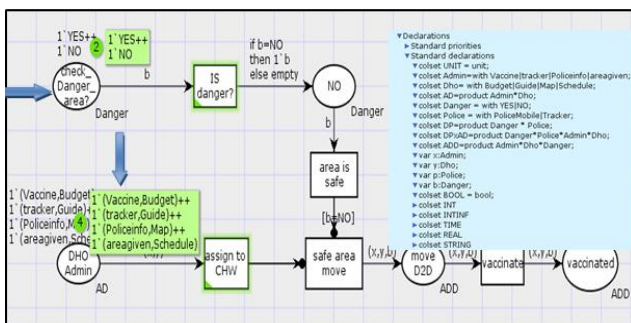 1`YES++
1`NO
2
1`YES++
1`NO
check_
Danger_
area?
Danger
b
IS
danger?
if b=NO
then 1`b
else empty
NO
Danger
b
area is
safe
[b=NO]
1`(Vaccine,Budget)
1`(tracker,Guide)+
1`(Policeinfo,
1`(areagiven,
4
1`(Vaccine,Budget)++
1`(tracker,Guide)++
1`(Policeinfo,Map)++
1`(areagiven,Schedule)
DHO
Admin
AD
assign to
CHW
safe area
move
(x,y,b)
move
D2D
ADD
(x,y,b)
vaccinate
(x,y,b)
vaccinated
ADD
Declarations
Standard priorities
Standard declarations
colset UNIT = unit;
colset Admin=with Vaccine|tracker|Policeinfo|areagiven;
colset Dho= with Budget|Guide|Map|Schedule;
colset AD=product Admin*Dho;
colset Danger = with YES|NO;
colset Police = with PoliceMobile|Tracker;
colset DP=product Danger * Police;
colset DPxAD=product Danger*Police*Admin*Dho;
colset ADD=product Admin*Dho*Danger;
var x:Admin;
var y:Dho;
var p:Police;
var b:Danger;
colset BOOL = bool;
colset INT
colset INTINF
colset TIME
colset REAL
colset STRING